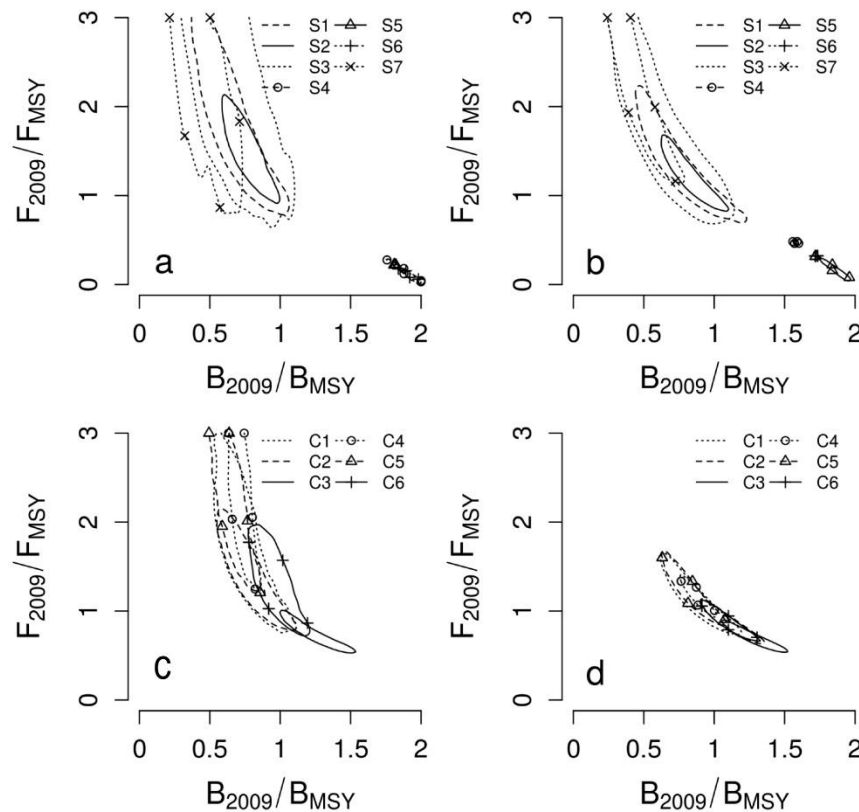 S1 S5
S2 S6
S3 S7
S4
3
2
1
0
F2009/FMSY
a
0 0.5 1 1.5 2
B2009/BMSY
S1 S5
S2 S6
S3 S7
S4
3
2
1
0
F2009/FMSY
b
0 0.5 1 1.5 2
B2009/BMSY
C1 C4
C2 C5
C3 C6
3
2
1
0
F2009/FMSY
c
0 0.5 1 1.5 2
B2009/BMSY
C1 C4
C2 C5
C3 C6
3
2
1
0
F2009/FMSY
d
0 0.5 1 1.5 2
B2009/BMSY